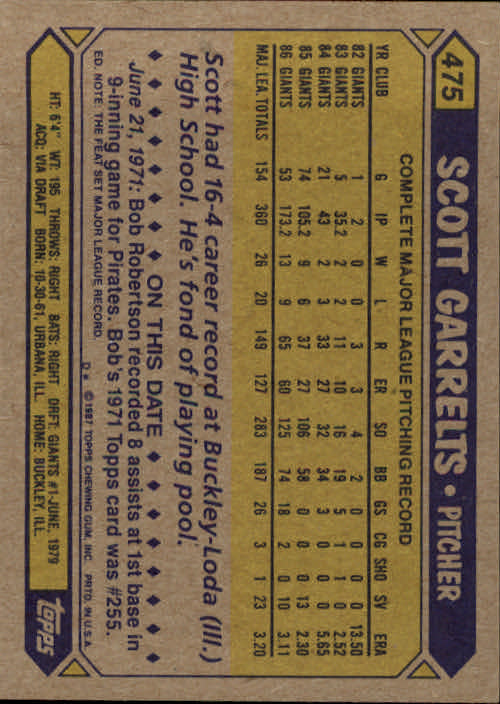 475
SCOTT GARRELTS • PITCHER
COMPLETE MAJOR LEAGUE PITCHING RECORD
YR CLUB G IP W L R ER SO BB GS CG SHO SV ERA
82 GIANTS 1 2 0 0 3 3 4 2 0 0 0 0 13.50
83 GIANTS 5 35.2 2 2 11 10 16 19 5 1 1 0 2.52
84 GIANTS 21 43 2 3 33 27 32 34 3 0 0 0 5.65
85 GIANTS 74 105.2 9 6 37 27 106 58 0 0 0 13 2.30
86 GIANTS 53 173.2 13 9 65 60 125 74 18 2 0 10 3.11
MAJ. LEA. TOTALS 154 360 26 20 149 127 283 187 26 3 1 23 3.20
Scott had 16-4 career record at Buckley-Loda (Ill.)
High School. He's fond of playing pool.
ON THIS DATE
June 21, 1971: Bob Robertson recorded 8 assists at 1st base in
9-inning game for Pirates. Bob's 1971 Topps card was #255.
ED. NOTE: THE FEAT SET MAJOR LEAGUE RECORD.
D* © 1987 TOPPS CHEWING GUM, INC. PRTD. IN U.S.A.
HT: 6'4" WT: 195 THROWS: RIGHT BATS: RIGHT DRFT: GIANTS #1-JUNE, 1979
ACQ: VIA DRAFT BORN: 10-30-61, URBANA, ILL. HOME: BUCKLEY, ILL.
topps